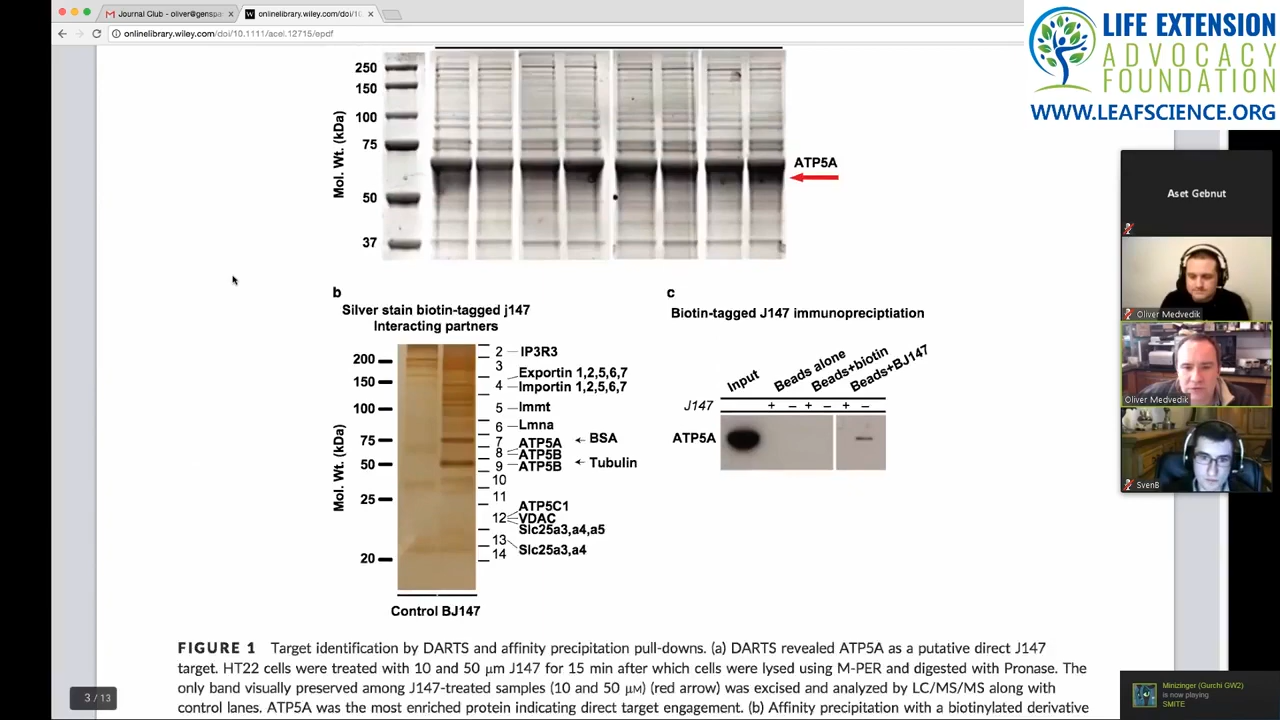 Journal Club - oliver@genspa
onlinelibrary.wiley.com/doi/10
onlinelibrary.wiley.com/doi/10.1111/acel.12715/epdf
LIFE EXTENSION
ADVOCACY
FOUNDATION
WWW.LEAFSCIENCE.ORG
Mol. Wt. (kDa)
250
150
100
75
50
37
ATP5A
b
Silver stain biotin-tagged j147
Interacting partners
Mol. Wt. (kDa)
200
150
100
75
50
25
20
2 IP3R3
3
Exportin 1,2,5,6,7
4 Importin 1,2,5,6,7
5 Immt
6 Lmna
7 ATP5A BSA
8 ATP5B
9 ATP5B Tubulin
10
11
ATP5C1
12 VDAC
Slc25a3,a4,a5
13
Slc25a3,a4
14
Control BJ147
c
Biotin-tagged J147 immunopreciptiation
Input
Beads alone
Beads+biotin
Beads+BJ147
J147 + − + − + −
ATP5A
FIGURE 1 Target identification by DARTS and affinity precipitation pull-downs. (a) DARTS revealed ATP5A as a putative direct J147
target. HT22 cells were treated with 10 and 50 μm J147 for 15 min after which cells were lysed using M-PER and digested with Pronase. The
only band visually preserved among J147-treated samples (10 and 50 μM) (red arrow) was excised and analyzed by LC/MS/MS along with
control lanes. ATP5A was the most enriched protein indicating direct target engagement. (b) Affinity precipitation with a biotinylated derivative
3 / 13
Aset Gebnut
Oliver Medvedik
Oliver Medvedik
SvenB
Minizinger (Gurchi GW2)
is now playing
SMITE